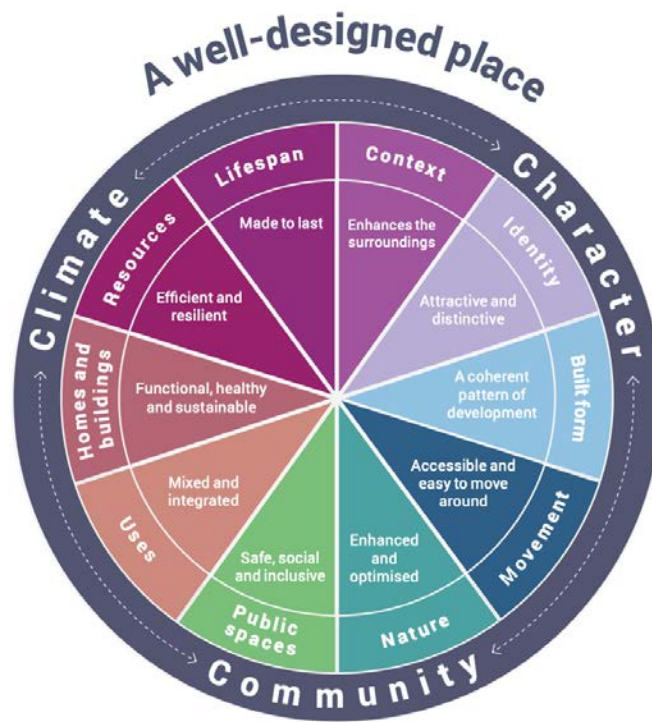 A well-designed place
Climate
Character
Community
Context
Enhances the
surroundings
Identity
Attractive and
distinctive
Built form
A coherent
pattern of
development
Movement
Accessible and
easy to move
around
Nature
Enhanced
and
optimised
Public
spaces
Safe, social
and inclusive
Uses
Mixed and
integrated
Homes and
buildings
Functional, healthy
and sustainable
Resources
Efficient and
resilient
Lifespan
Made to last